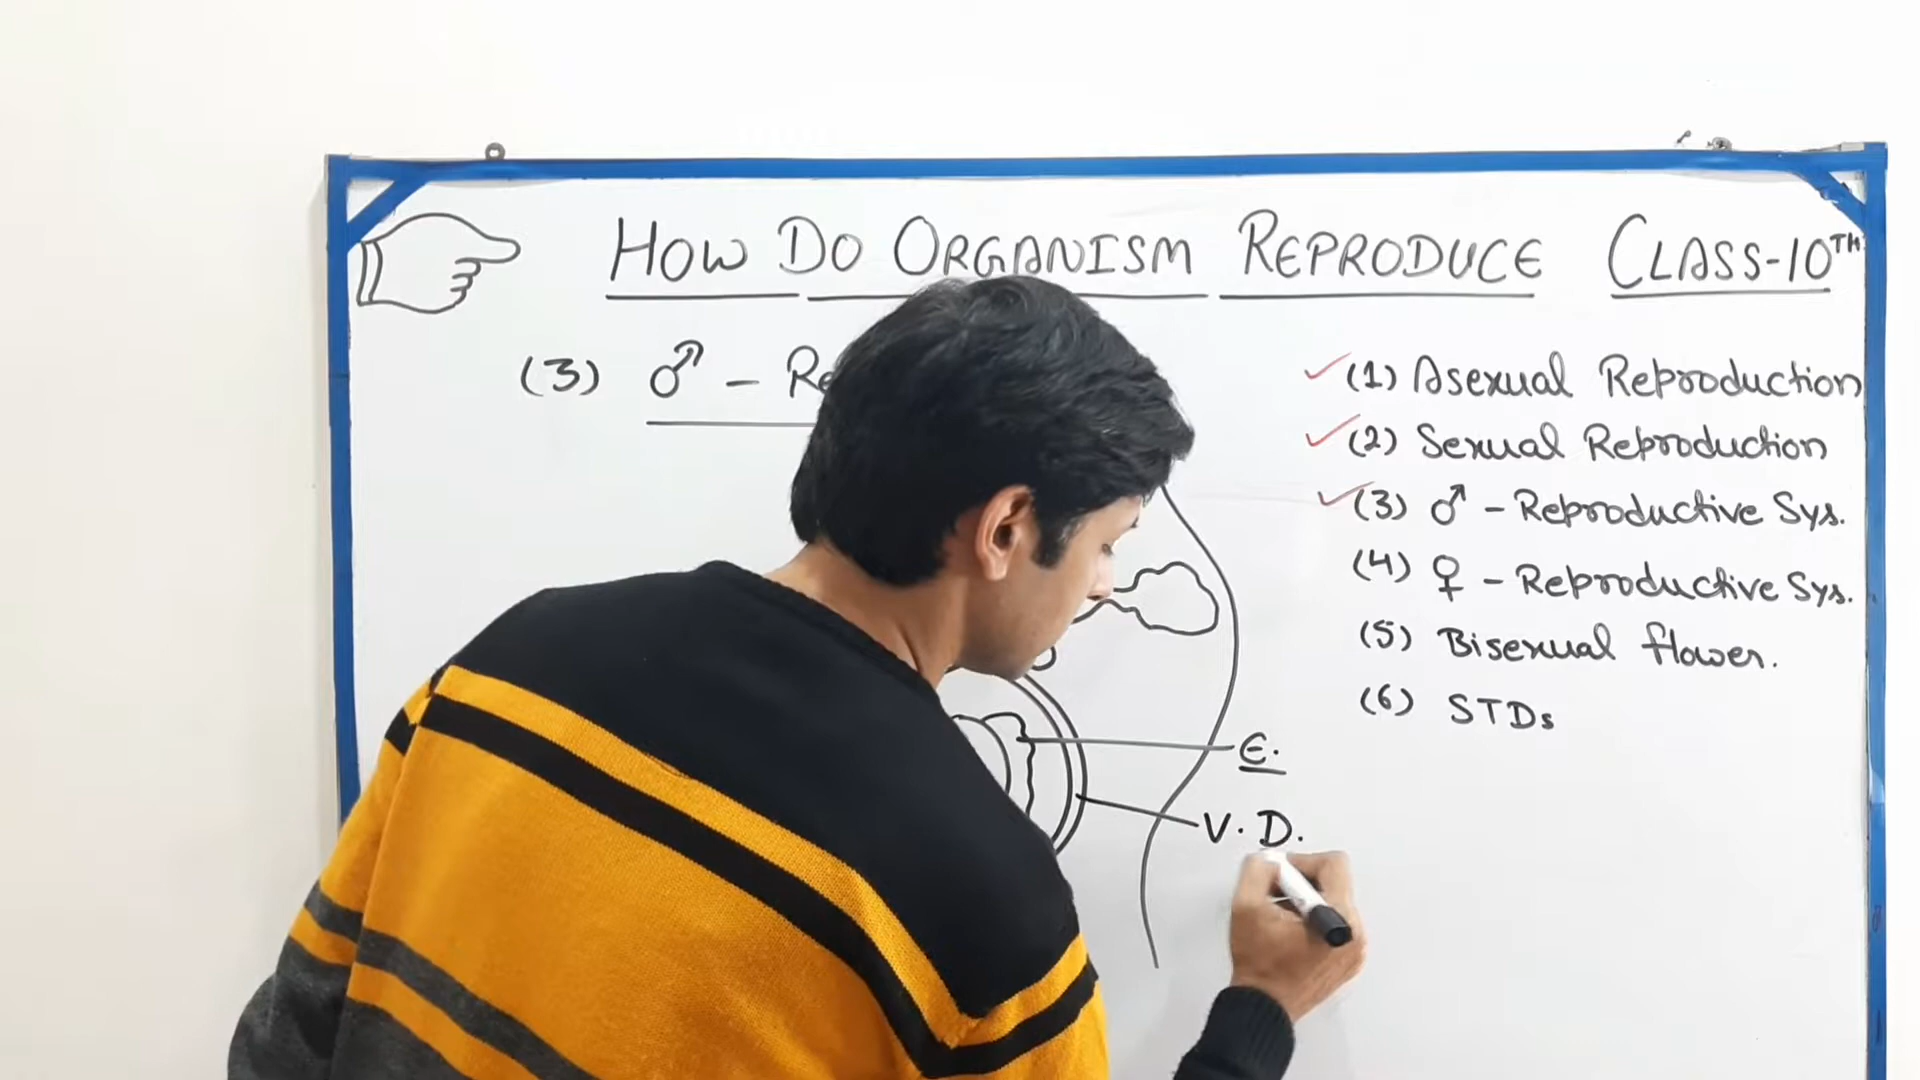 HOW DO ORGANISM REPRODUCE CLASS-10TH
(3) ♂ - Re
(1) Asexual Reproduction
(2) Sexual Reproduction
(3) ♂ - Reproductive Sys.
(4) ♀ - Reproductive Sys.
(5) Bisexual flower.
(6) STDs
E.
V. D.